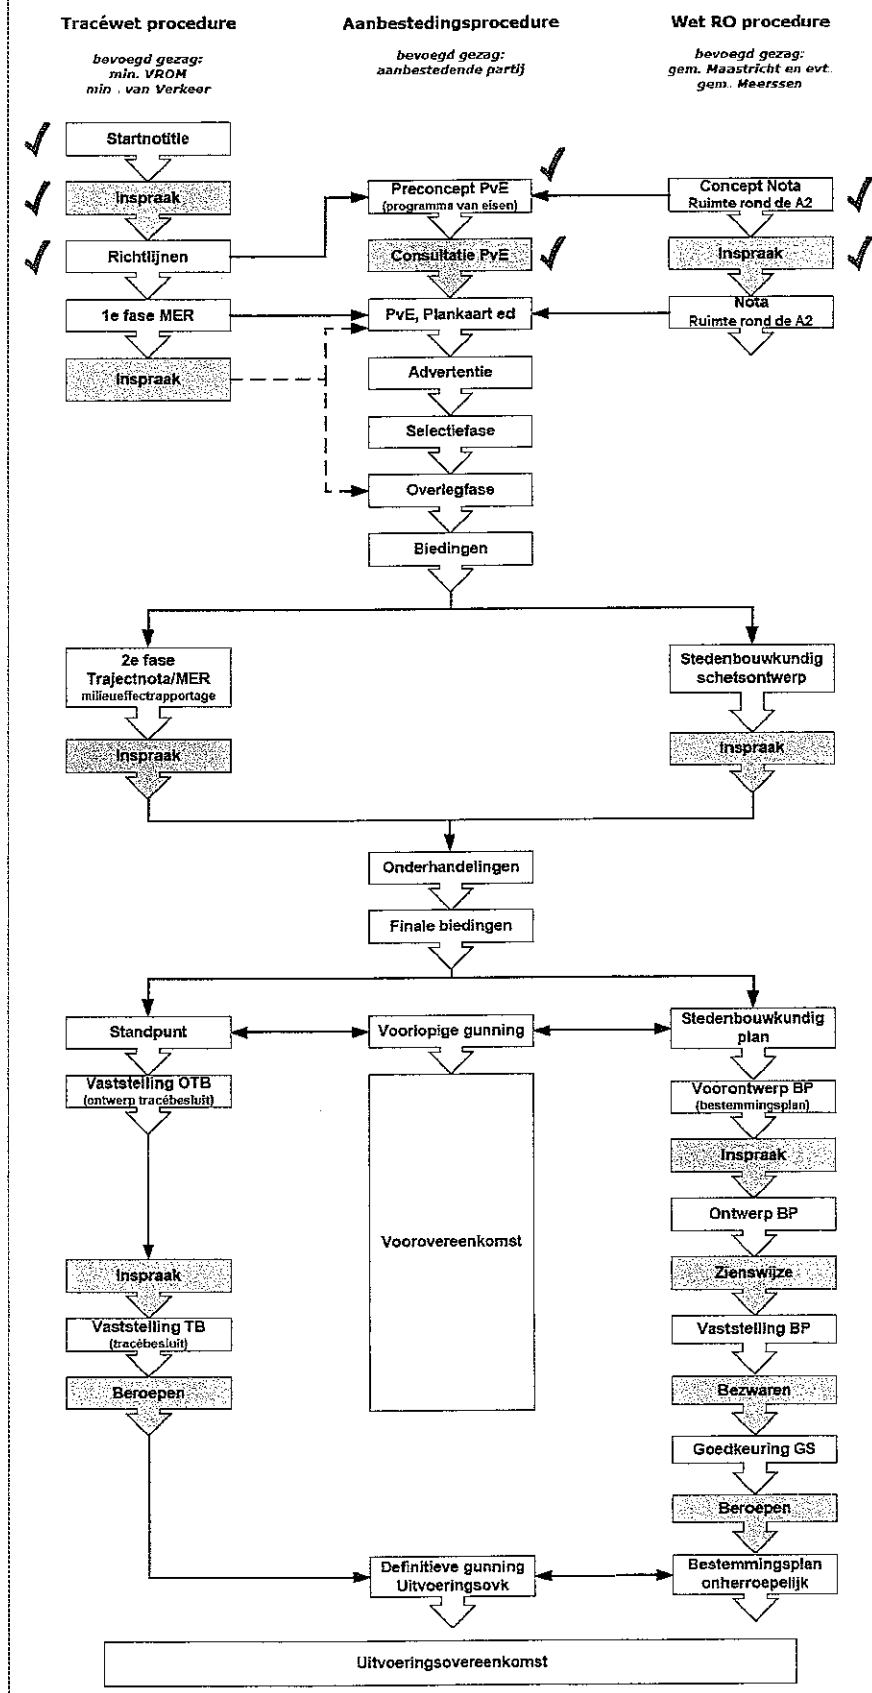 Tracéwet procedure
bevoegd gezag:
min. VROM
min. van Verkeer
Startnotitie
Inspraak
Richtlijnen
1e fase MER
Inspraak
Aanbestedingsprocedure
bevoegd gezag:
aanbestedende partij
Preconcept PvE
(programma van eisen)
Consultatie PvE
PvE, Plankaart ed
Advertentie
Selectiefase
Overlegfase
Biedingen
Wet RO procedure
bevoegd gezag:
gem. Maastricht en evt.
gem. Meerssen
Concept Nota
Ruimte rond de A2
Inspraak
Nota
Ruimte rond de A2
2e fase
Trajectnota/MER
milieueffectrapportage
Inspraak
Stedenbouwkundig
schetsontwerp
Inspraak
Onderhandelingen
Finale biedingen
Standpunt
Vaststelling OTB
(ontwerp tracébesluit)
Inspraak
Vaststelling TB
(tracébesluit)
Beroepen
Voorlopige gunning
Voorovereenkomst
Stedenbouwkundig
plan
Voorontwerp BP
(bestemmingsplan)
Inspraak
Ontwerp BP
Zienswijze
Vaststelling BP
Bezwaren
Goedkeuring GS
Beroepen
Definitieve gunning
Uitvoeringsovk
Bestemmingsplan
onherroepelijk
Uitvoeringsovereenkomst